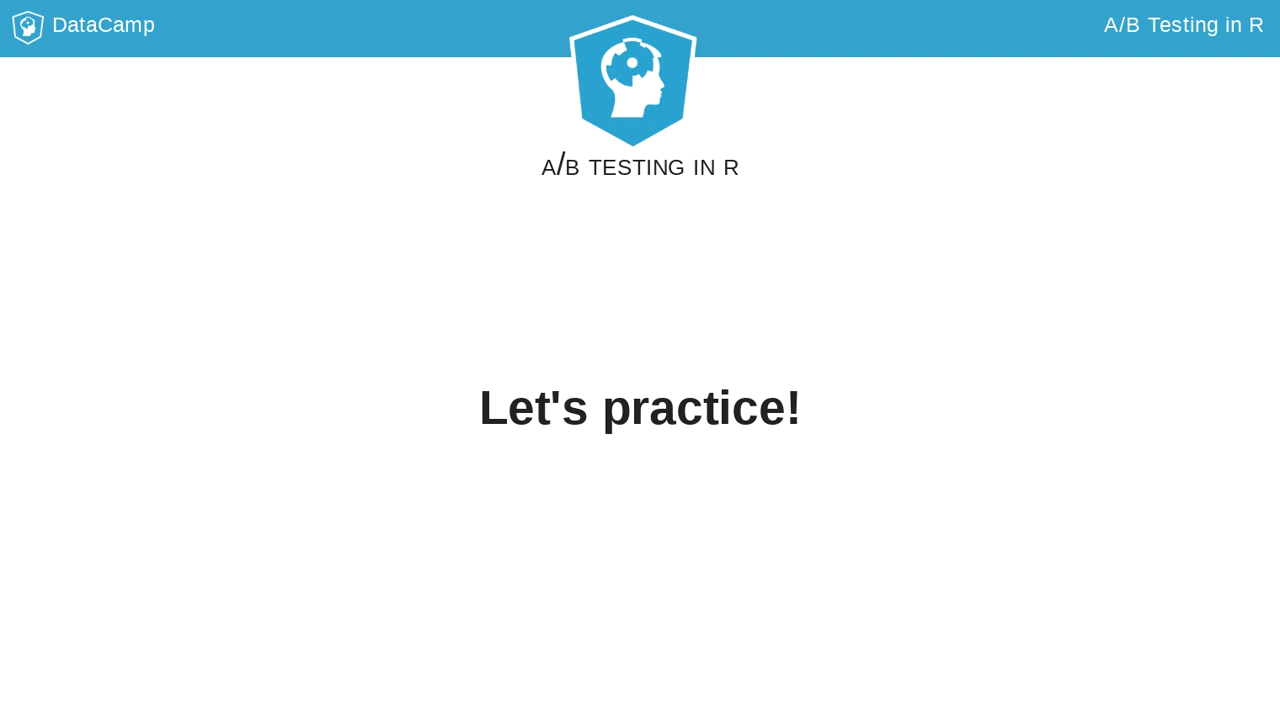 DataCamp
A/B Testing in R
A/B TESTING IN R
Let's practice!